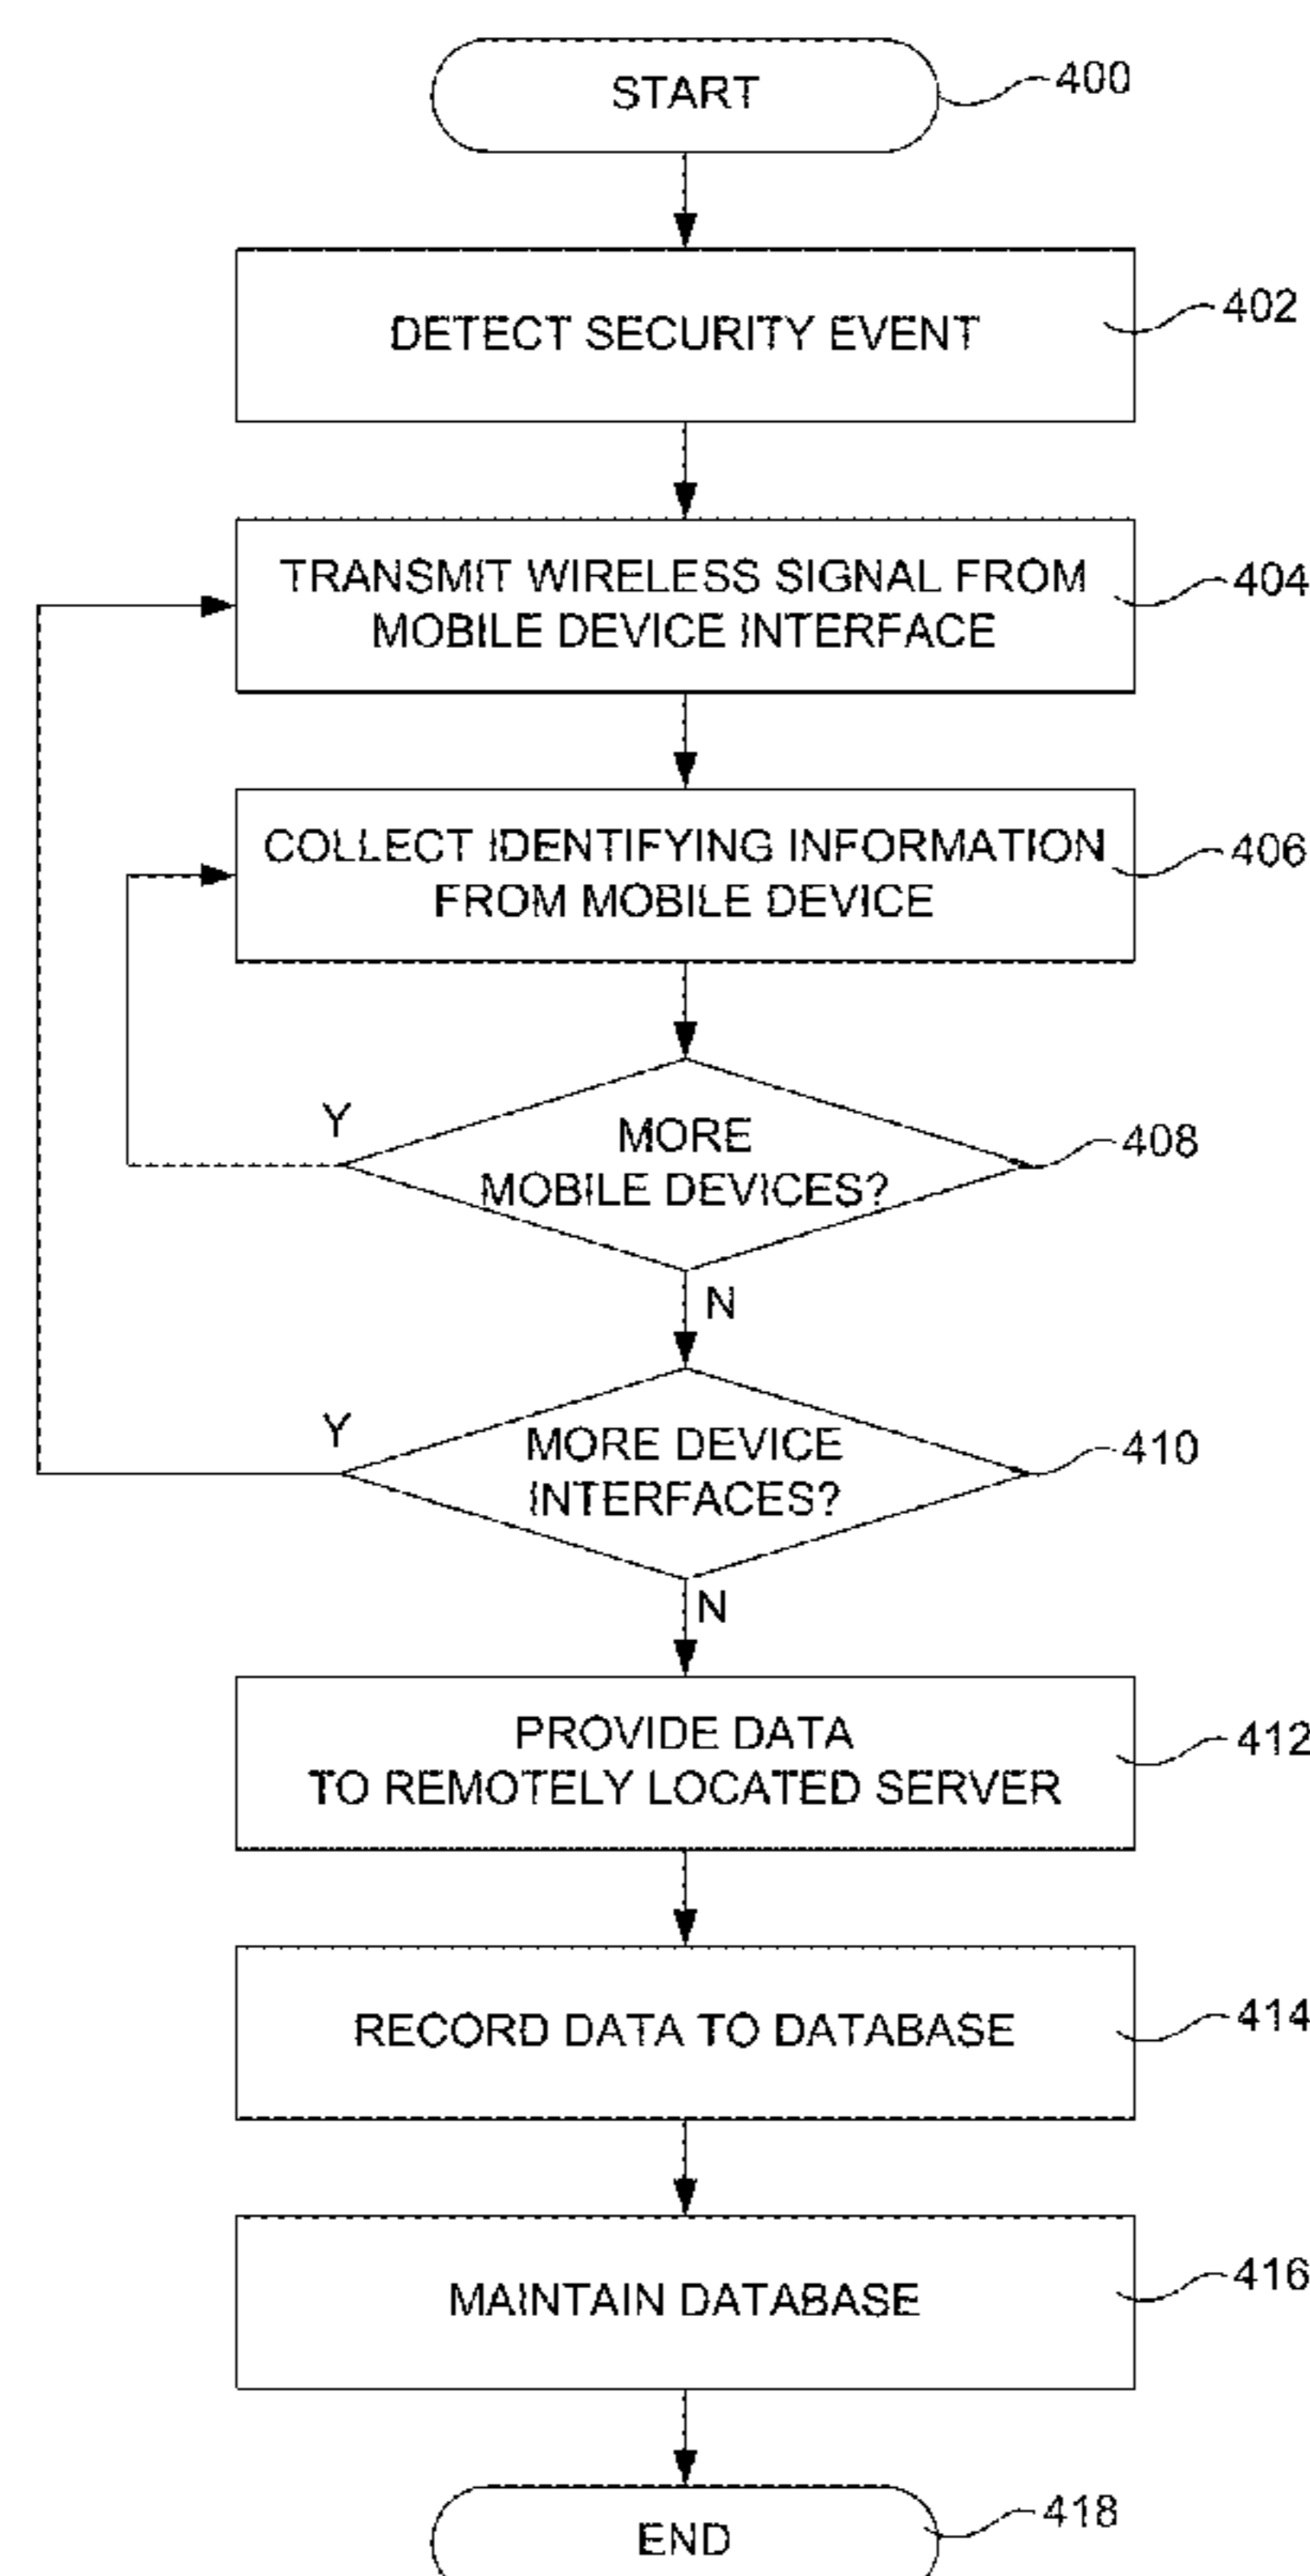 START
400
DETECT SECURITY EVENT
402
TRANSMIT WIRELESS SIGNAL FROM
MOBILE DEVICE INTERFACE
404
COLLECT IDENTIFYING INFORMATION
FROM MOBILE DEVICE
406
Y
MORE
MOBILE DEVICES?
408
N
Y
MORE DEVICE
INTERFACES?
410
N
PROVIDE DATA
TO REMOTELY LOCATED SERVER
412
RECORD DATA TO DATABASE
414
MAINTAIN DATABASE
416
END
418